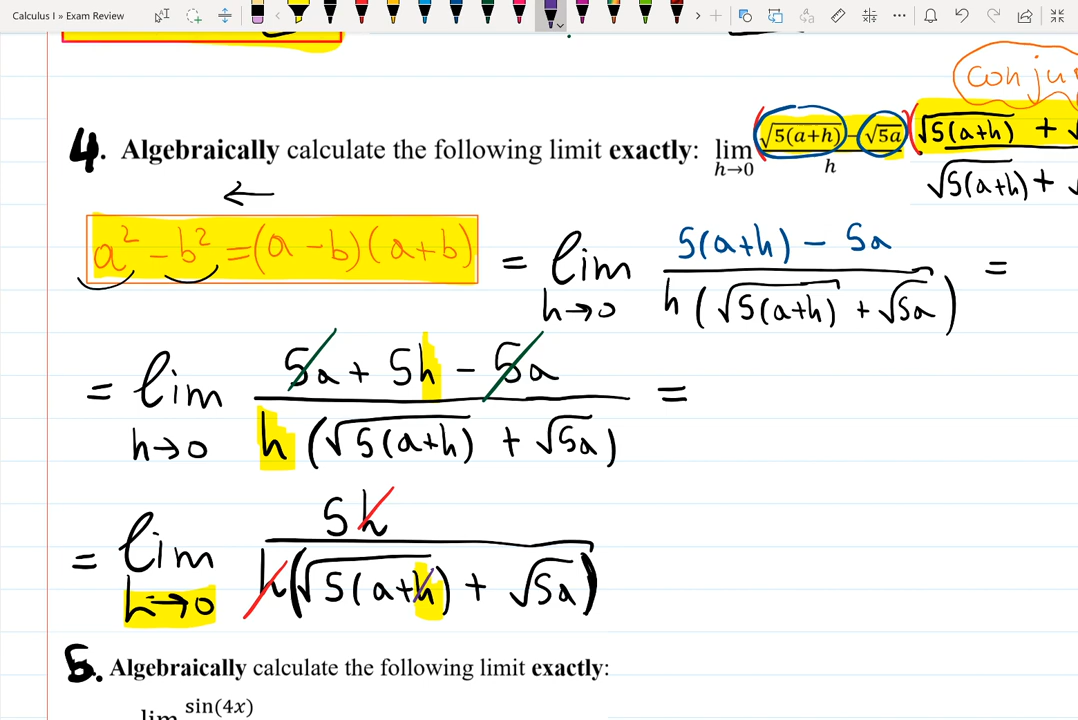 Calculus I » Exam Review
conju
4. Algebraically calculate the following limit exactly: lim h→0 (√5(a+h) − √5a)/h (√5(a+h) + √)/(√5(a+h) + √)
←
a² − b² = (a − b)(a + b)
= lim h→0 (5(a+h) − 5a)/(h(√5(a+h) + √5a)) =
= lim h→0 (5a + 5h − 5a)/(h(√5(a+h) + √5a)) =
= lim h→0 5h/(h(√5(a+h) + √5a))
5. Algebraically calculate the following limit exactly:
lim sin(4x)